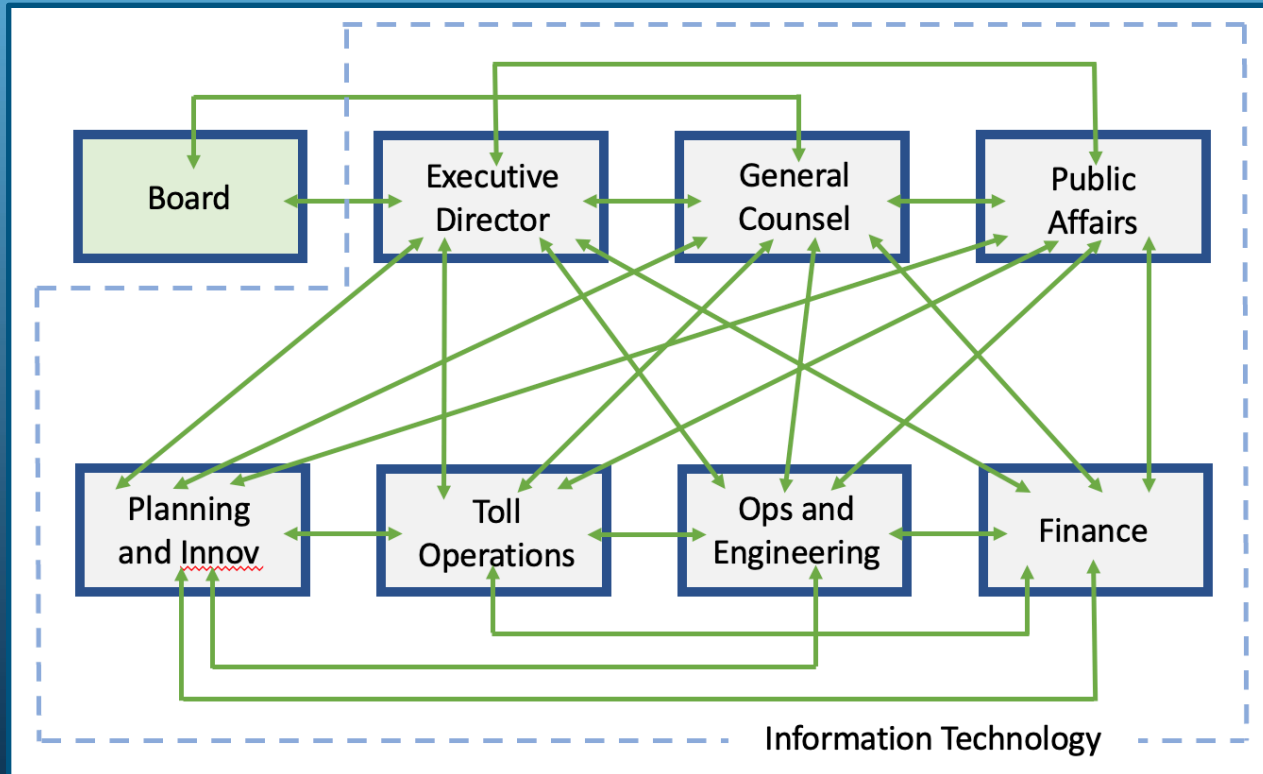 Board
Executive
Director
General
Counsel
Public
Affairs
Planning
and Innov
Toll
Operations
Ops and
Engineering
Finance
Information Technology